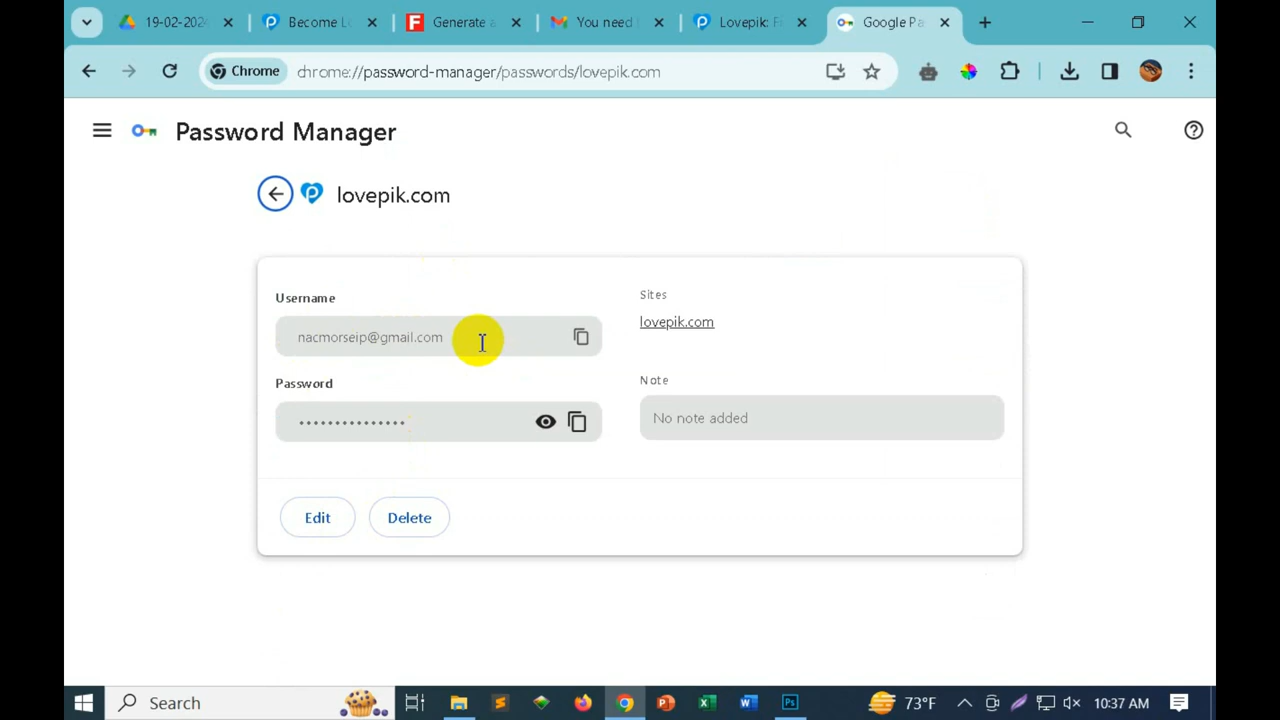 19-02-2024
Become L
Generate a
You need
Lovepik: F
Google Pa
Chrome
chrome://password-manager/passwords/lovepik.com
Password Manager
lovepik.com
Username
nacmorseip@gmail.com
Password
Sites
lovepik.com
Note
No note added
Edit
Delete
Search
73°F
10:37 AM